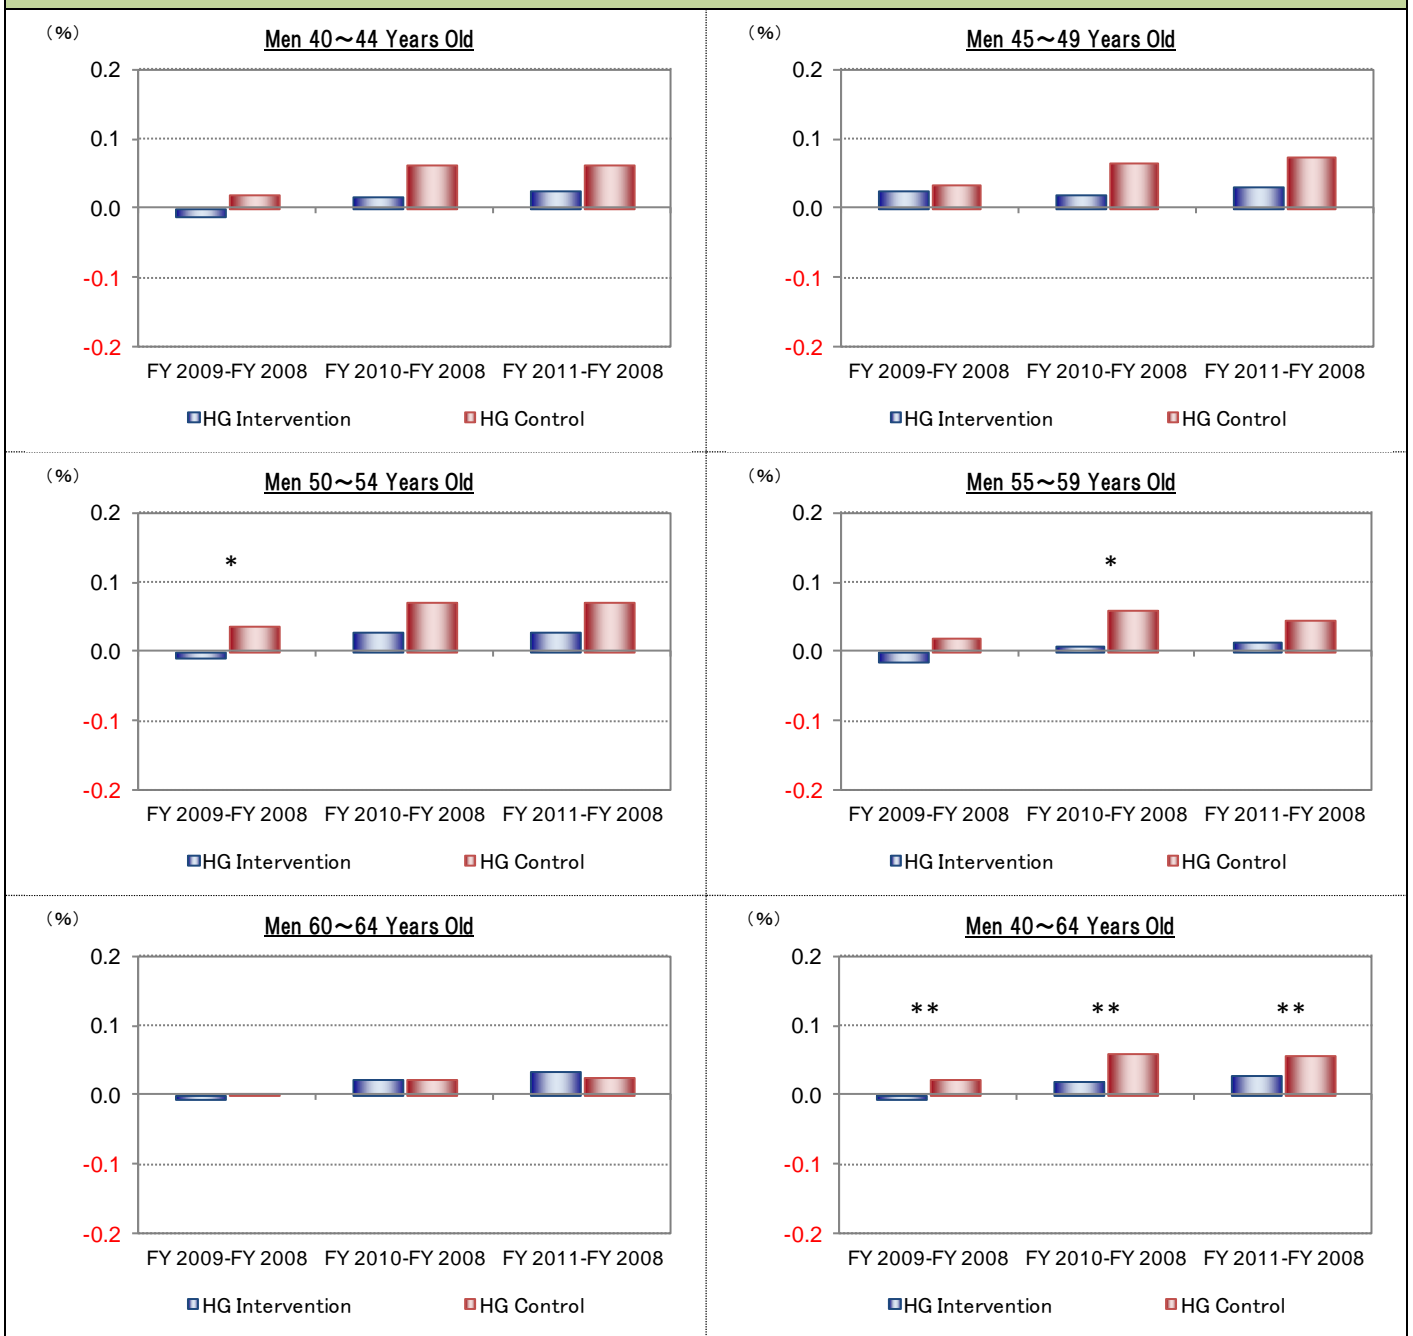 （%） Men 40～44 Years Old
0.2
0.1
0.0
-0.1
-0.2
FY 2009-FY 2008 FY 2010-FY 2008 FY 2011-FY 2008
HG Intervention HG Control
（%） Men 45～49 Years Old
0.2
0.1
0.0
-0.1
-0.2
FY 2009-FY 2008 FY 2010-FY 2008 FY 2011-FY 2008
HG Intervention HG Control
（%） Men 50～54 Years Old
0.2
*
0.1
0.0
-0.1
-0.2
FY 2009-FY 2008 FY 2010-FY 2008 FY 2011-FY 2008
HG Intervention HG Control
（%） Men 55～59 Years Old
0.2
*
0.1
0.0
-0.1
-0.2
FY 2009-FY 2008 FY 2010-FY 2008 FY 2011-FY 2008
HG Intervention HG Control
（%） Men 60～64 Years Old
0.2
0.1
0.0
-0.1
-0.2
FY 2009-FY 2008 FY 2010-FY 2008 FY 2011-FY 2008
HG Intervention HG Control
（%） Men 40～64 Years Old
0.2
** ** **
0.1
0.0
-0.1
-0.2
FY 2009-FY 2008 FY 2010-FY 2008 FY 2011-FY 2008
HG Intervention HG Control